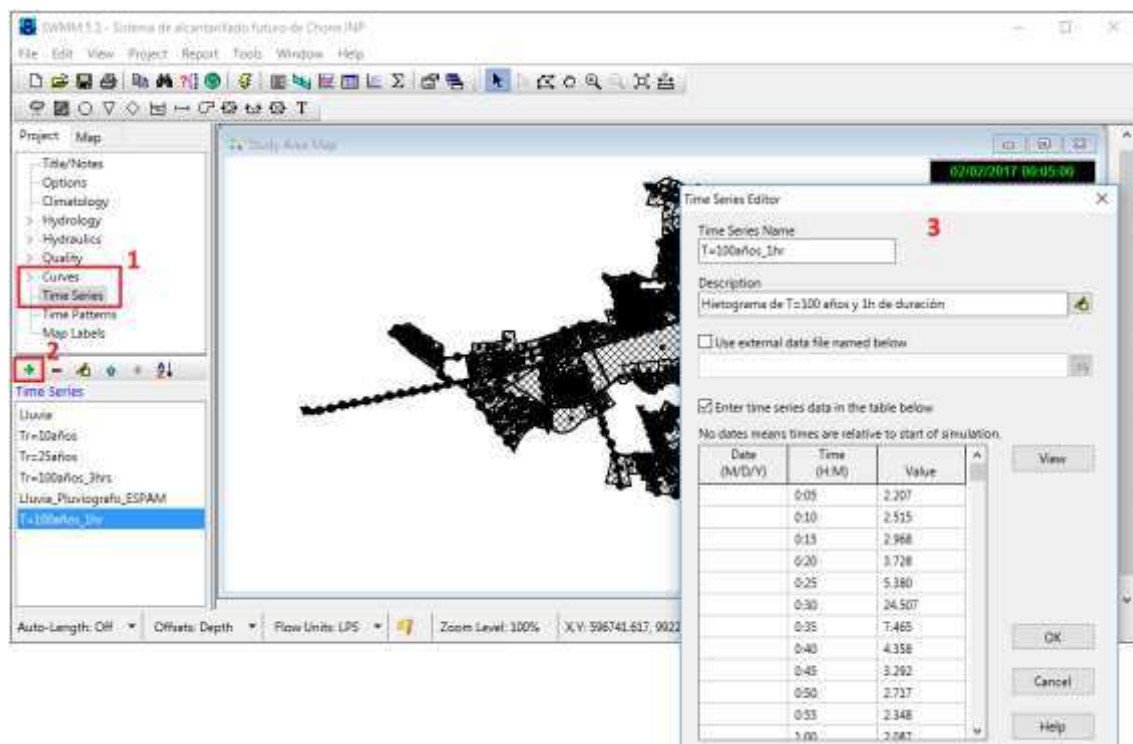 SWMM 5.1 - Sistema de alcantarillado futuro de Chone.INP
File Edit View Project Report Tools Window Help
Project Map
Title/Notes
Options
Climatology
Hydrology
Hydraulics
Quality
Curves
Time Series
Time Patterns
Map Labels
1
2
Time Series
Lluvia
Tr=10años
Tr=25años
Tr=100años_3hrs
Lluvia_Pluviografo_ESPAM
T=100años_1hr
Study Area Map
02/02/2017 00:05:00
Time Series Editor
3
Time Series Name
T=100años_1hr
Description
Hietograma de T=100 años y 1h de duración
Use external data file named below
Enter time series data in the table below
No dates means times are relative to start of simulation.
Date (M/D/Y) Time (H:M) Value
0:05 2.207
0:10 2.515
0:15 2.968
0:20 3.728
0:25 5.380
0:30 24.507
0:35 7.465
0:40 4.358
0:45 3.292
0:50 2.717
0:55 2.348
1:00 2.087
View
OK
Cancel
Help
Auto-Length: Off Offsets: Depth Flow Units: LPS Zoom Level: 100% X,Y: 596741.617, 9922